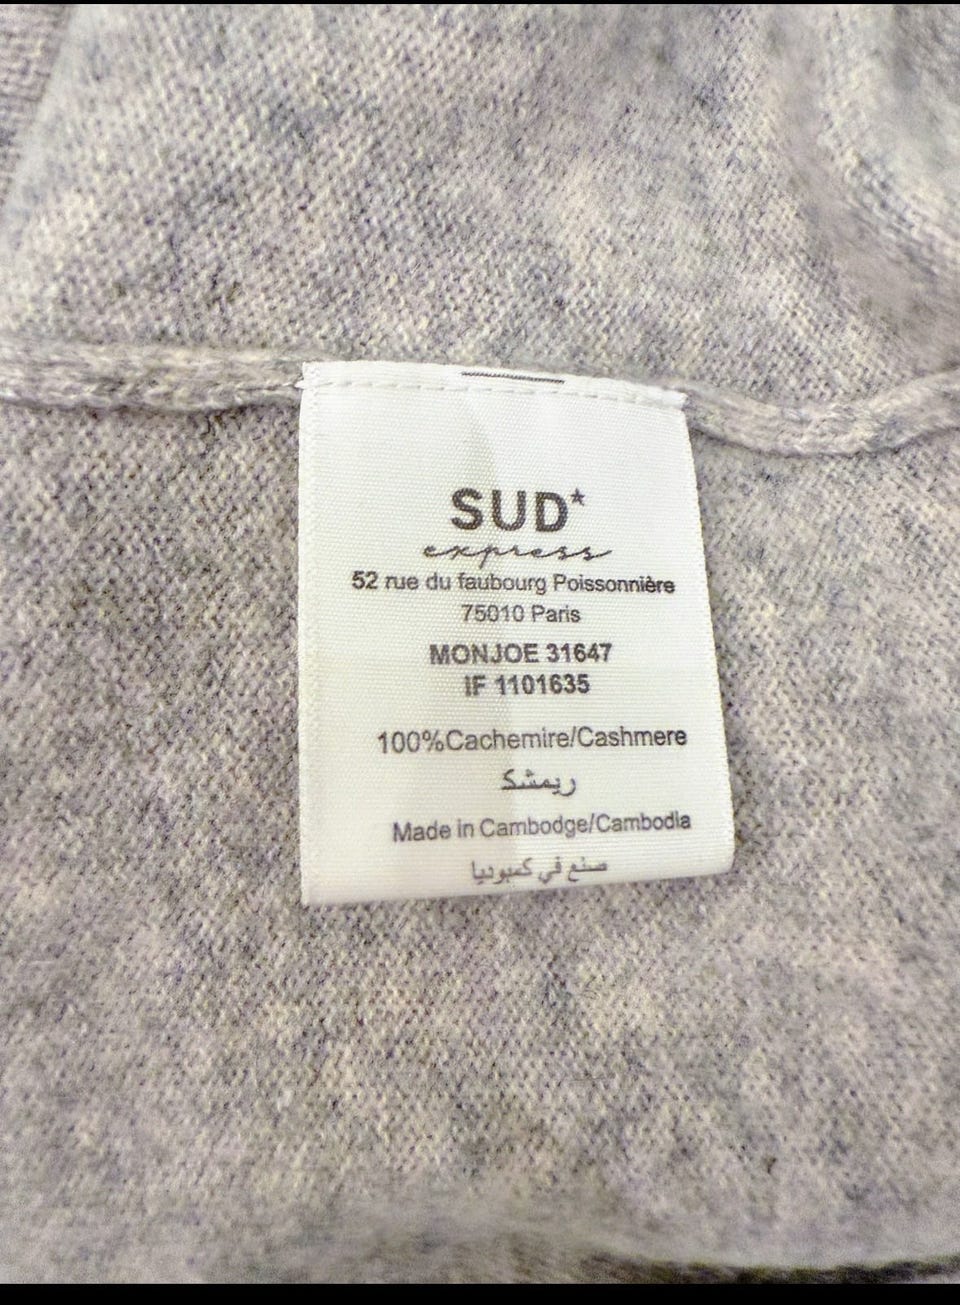 SUD*
express
52 rue du faubourg Poissonnière
75010 Paris
MONJOE 31647
IF 1101635
100%Cachemire/Cashmere
ريمشك
Made in Cambodge/Cambodia
صنع في كمبوديا